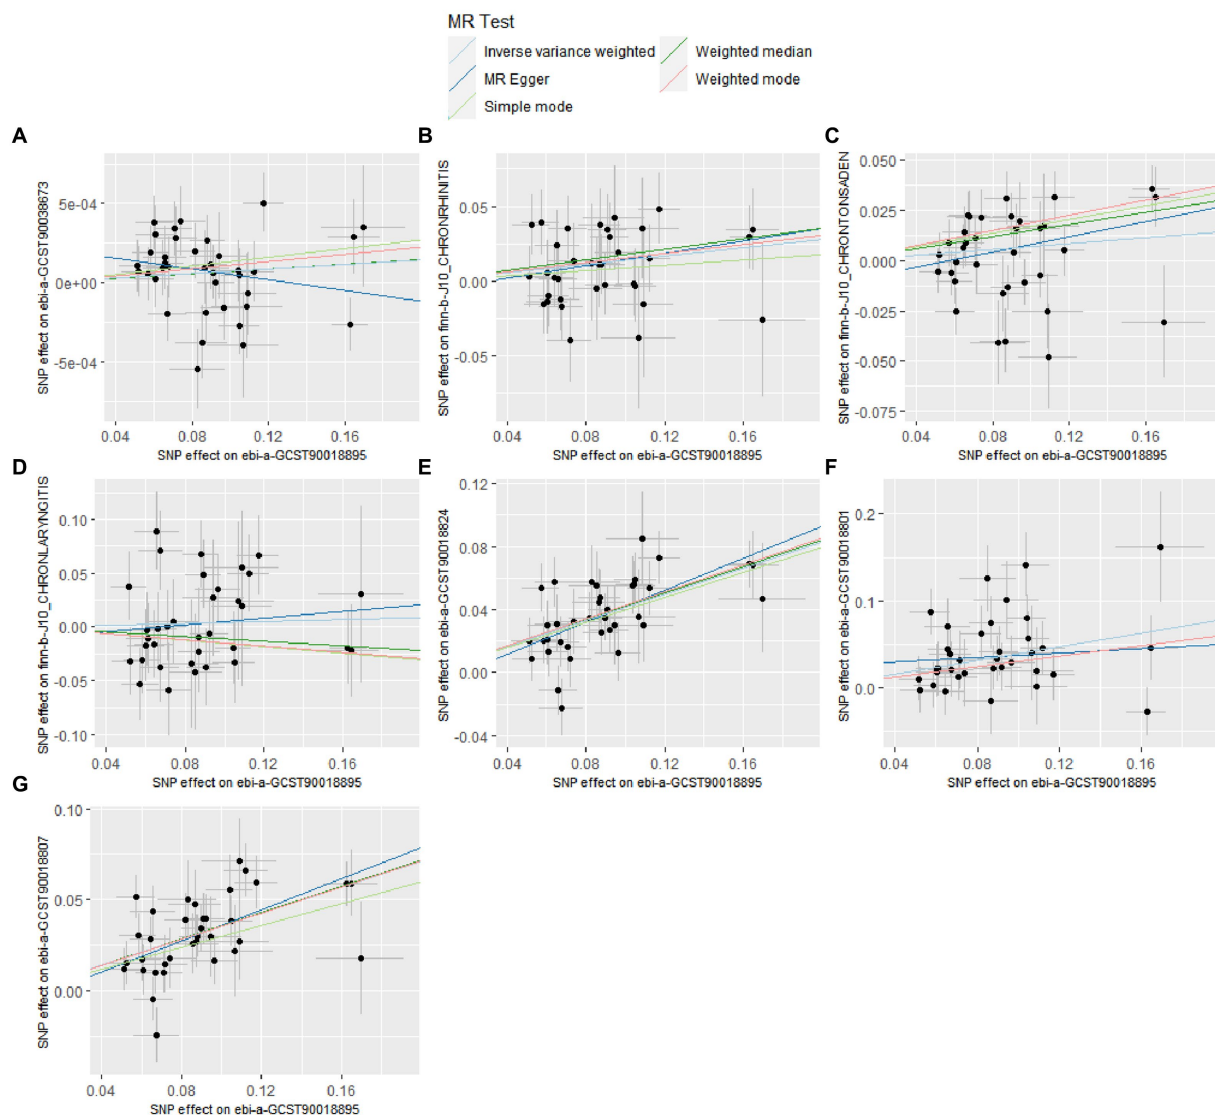 MR Test
Inverse variance weighted
Weighted median
MR Egger
Weighted mode
Simple mode
A
SNP effect on ebi-a-GCST90038673
5e-04
0e+00
-5e-04
0.04 0.08 0.12 0.16
SNP effect on ebi-a-GCST90018895
B
SNP effect on finn-b-J10_CHRONRHINITIS
0.05
0.00
-0.05
0.04 0.08 0.12 0.16
SNP effect on ebi-a-GCST90018895
C
SNP effect on finn-b-J10_CHRONTONSADEN
0.050
0.025
0.000
-0.025
-0.050
-0.075
0.04 0.08 0.12 0.16
SNP effect on ebi-a-GCST90018895
D
SNP effect on finn-b-J10_CHRONLARYNGITIS
0.10
0.05
0.00
-0.05
-0.10
0.04 0.08 0.12 0.16
SNP effect on ebi-a-GCST90018895
E
SNP effect on ebi-a-GCST90018824
0.12
0.08
0.04
0.00
-0.04
0.04 0.08 0.12 0.16
SNP effect on ebi-a-GCST90018895
F
SNP effect on ebi-a-GCST90018801
0.2
0.1
0.0
0.04 0.08 0.12 0.16
SNP effect on ebi-a-GCST90018895
G
SNP effect on ebi-a-GCST90018807
0.10
0.05
0.00
0.04 0.08 0.12 0.16
SNP effect on ebi-a-GCST90018895